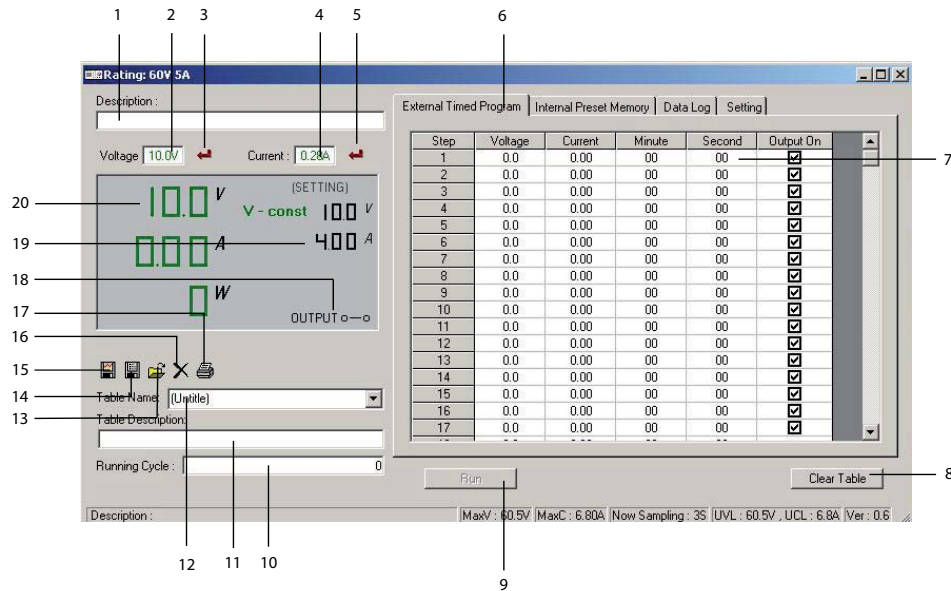 1 2 3 4 5 6
Rating: 60V 5A
Description :
Voltage 10.0V Current : 0.28A
10.0 V (SETTING)
V - const 10.0 V
0.00 A 4.00 A
0 W
OUTPUT
20
19
18
17
16
15
14
13
Table Name: (Untitle)
Table Description:
Running Cycle : 0
External Timed Program Internal Preset Memory Data Log Setting
Step Voltage Current Minute Second Output On
1 0.0 0.00 00 00
2 0.0 0.00 00 00
3 0.0 0.00 00 00
4 0.0 0.00 00 00
5 0.0 0.00 00 00
6 0.0 0.00 00 00
7 0.0 0.00 00 00
8 0.0 0.00 00 00
9 0.0 0.00 00 00
10 0.0 0.00 00 00
11 0.0 0.00 00 00
12 0.0 0.00 00 00
13 0.0 0.00 00 00
14 0.0 0.00 00 00
15 0.0 0.00 00 00
16 0.0 0.00 00 00
17 0.0 0.00 00 00
7
Run Clear Table
8
Description : MaxV : 60.5V MaxC : 6.80A Now Sampling : 3S UVL : 60.5V , UCL : 6.8A Ver : 0.6
12 11 10 9